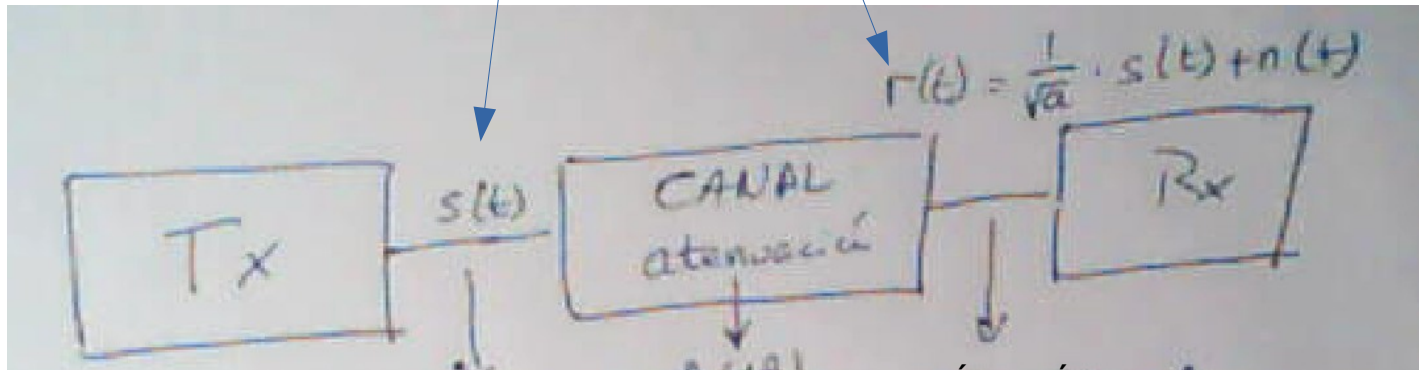 r(t) = 1/√a · s(t) + n(t)
Tx
s(t)
CANAL
atenuació
Rx